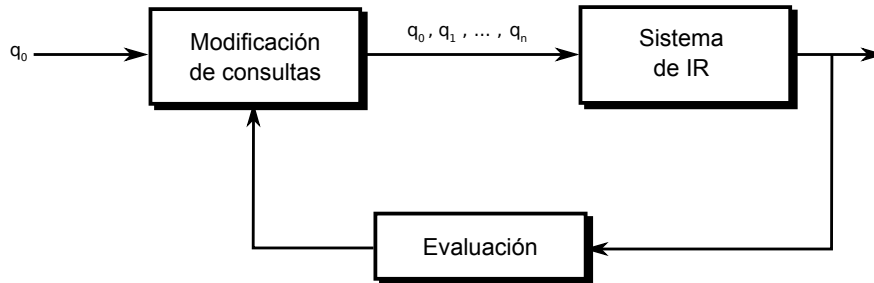 q₀
Modificación
de consultas
q₀ , q₁ , ... , qₙ
Sistema
de IR
Evaluación